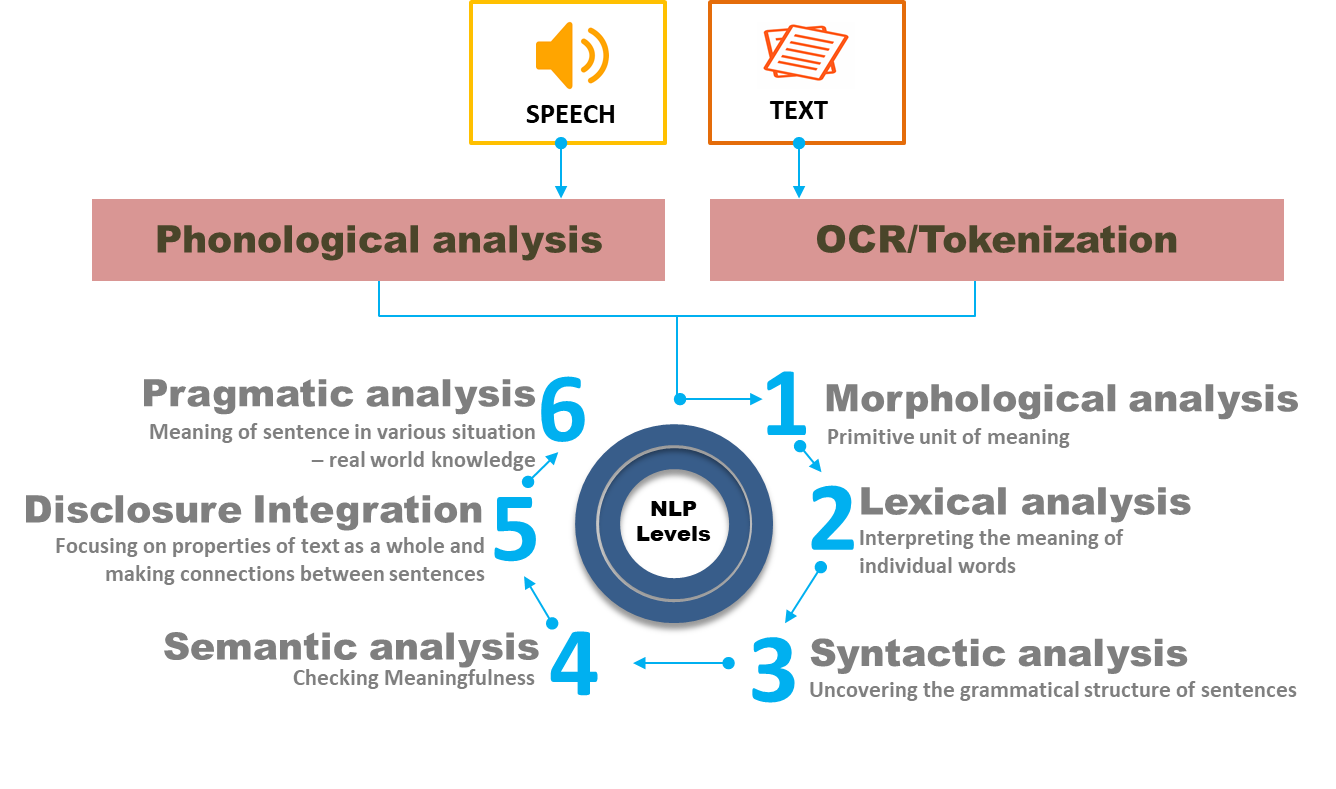 SPEECH
TEXT
Phonological analysis
OCR/Tokenization
1
Morphological analysis
Primitive unit of meaning
2
Lexical analysis
Interpreting the meaning of
individual words
3
Syntactic analysis
Uncovering the grammatical structure of sentences
4
Semantic analysis
Checking Meaningfulness
5
Disclosure Integration
Focusing on properties of text as a whole and
making connections between sentences
6
Pragmatic analysis
Meaning of sentence in various situation
– real world knowledge
NLP
Levels